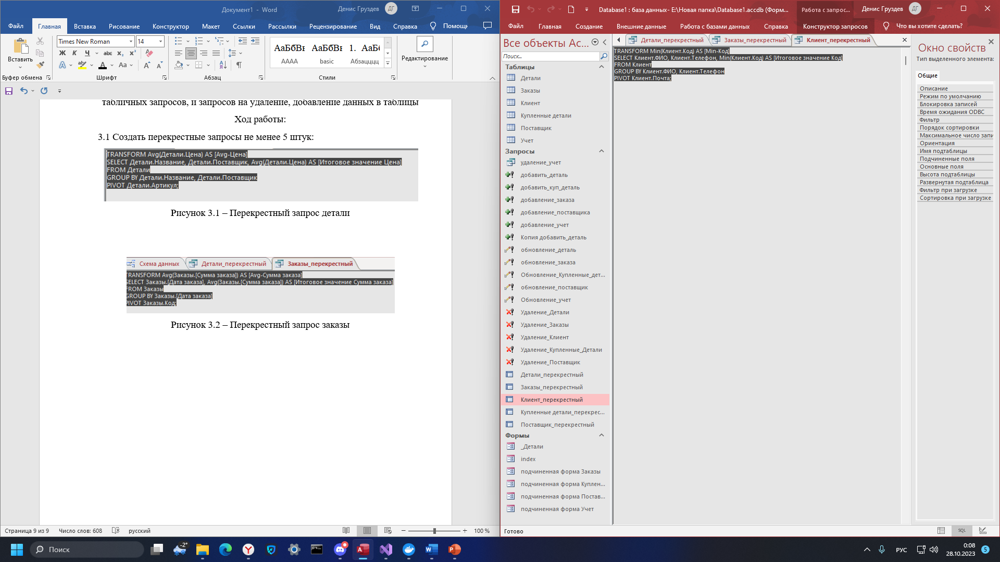 Документ1 - Word
Денис Груздев
ДГ
Файл
Главная
Вставка
Рисование
Конструктор
Макет
Ссылки
Рассылки
Рецензирование
Вид
Справка
Помощн
Вставить
Times New Roman
14
Ж К Ч abc x₂ x²
Aa
АаБбВı
АаБбВı
1. АаБб
АААА
basic
Абзацццц
Редактирование
Буфер обмена
Шрифт
Абзац
Стили
табличных запросов, и запросов на удаление, добавление данных в таблицы
Ход работы:
3.1 Создать перекрестные запросы не менее 5 штук:
TRANSFORM Avg(Детали.Цена) AS [Avg-Цена]
SELECT Детали.Название, Детали.Поставщик, Avg(Детали.Цена) AS [Итоговое значение Цена]
FROM Детали
GROUP BY Детали.Название, Детали.Поставщик
PIVOT Детали.Артикул;
Рисунок 3.1 – Перекрестный запрос детали
Схема данных
Детали_перекрестный
Заказы_перекрестный
TRANSFORM Avg(Заказы.[Сумма заказа]) AS [Avg-Сумма заказа]
SELECT Заказы.[Дата заказа], Avg(Заказы.[Сумма заказа]) AS [Итоговое значение Сумма заказа]
FROM Заказы
GROUP BY Заказы.[Дата заказа]
PIVOT Заказы.Код;
Рисунок 3.2 – Перекрестный запрос заказы
Страница 9 из 9
Число слов: 608
русский
100 %
Database1 : база данных- E:\Новая папка\Database1.accdb (Форм...
Работа с запрос...
Денис Груздев
ДГ
Файл
Главная
Создание
Внешние данные
Работа с базами данных
Справка
Конструктор запросов
Что вы хотите сделать?
Все объекты Ac...
Поиск...
Таблицы
Детали
Заказы
Клиент
Купленные детали
Поставщик
Учет
Запросы
удаление_учет
добавить_деталь
добавить_куп_деталь
добавление_заказа
добавление_поставщика
добавление_учет
Копия добавить_деталь
обновление_деталь
обновление_заказа
Обновление_Купленные_дет...
обновление_поставщик
Обновление_учет
Удаление_Детали
Удаление_Заказы
Удаление_Клиент
Удаление_Купленные_Детали
Удаление_Поставщик
Детали_перекрестный
Заказы_перекрестный
Клиент_перекрестный
Купленные детали_перекрес...
Поставщик_перекрестный
Формы
_Детали
index
подчиненная форма Заказы
подчиненная форма Куплен...
подчиненная форма Постав...
подчиненная форма Учет
Детали_перекрестный
Заказы_перекрестный
Клиент_перекрестный
TRANSFORM Min(Клиент.Код) AS [Min-Код]
SELECT Клиент.ФИО, Клиент.Телефон, Min(Клиент.Код) AS [Итоговое значение Код]
FROM Клиент
GROUP BY Клиент.ФИО, Клиент.Телефон
PIVOT Клиент.Почта;
Окно свойств
Тип выделенного элемента:
Общие
Описание
Режим по умолчанию
Блокировка записей
Время ожидания ODBC
Фильтр
Порядок сортировки
Максимальное число запи
Ориентация
Имя подтаблицы
Подчиненные поля
Основные поля
Высота подтаблицы
Развернутая подтаблица
Фильтр при загрузке
Сортировка при загрузке
Готово
SQL
Поиск
-2°
РУС
0:08
28.10.2023
5